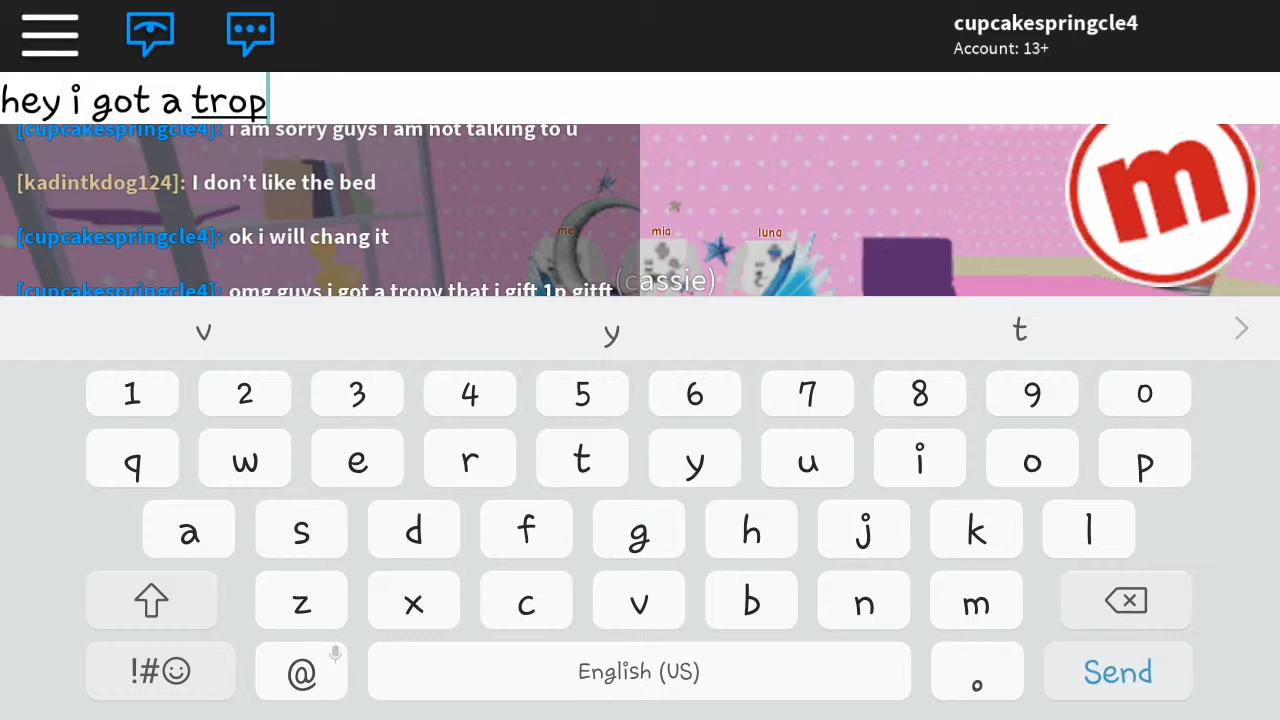 cupcakespringcle4
Account: 13+
hey i got a trop
[cupcakespringcle4]: i am sorry guys i am not talking to u
[kadintkdog124]: I don't like the bed
[cupcakespringcle4]: ok i will chang it
[cupcakespringcle4]: omg guys i got a tropy that i gift 1p gitft
me mia luna
(cassie)
m
v y t
1 2 3 4 5 6 7 8 9 0
q w e r t y u i o p
a s d f g h j k l
z x c v b n m
!#☺ @ English (US) . Send